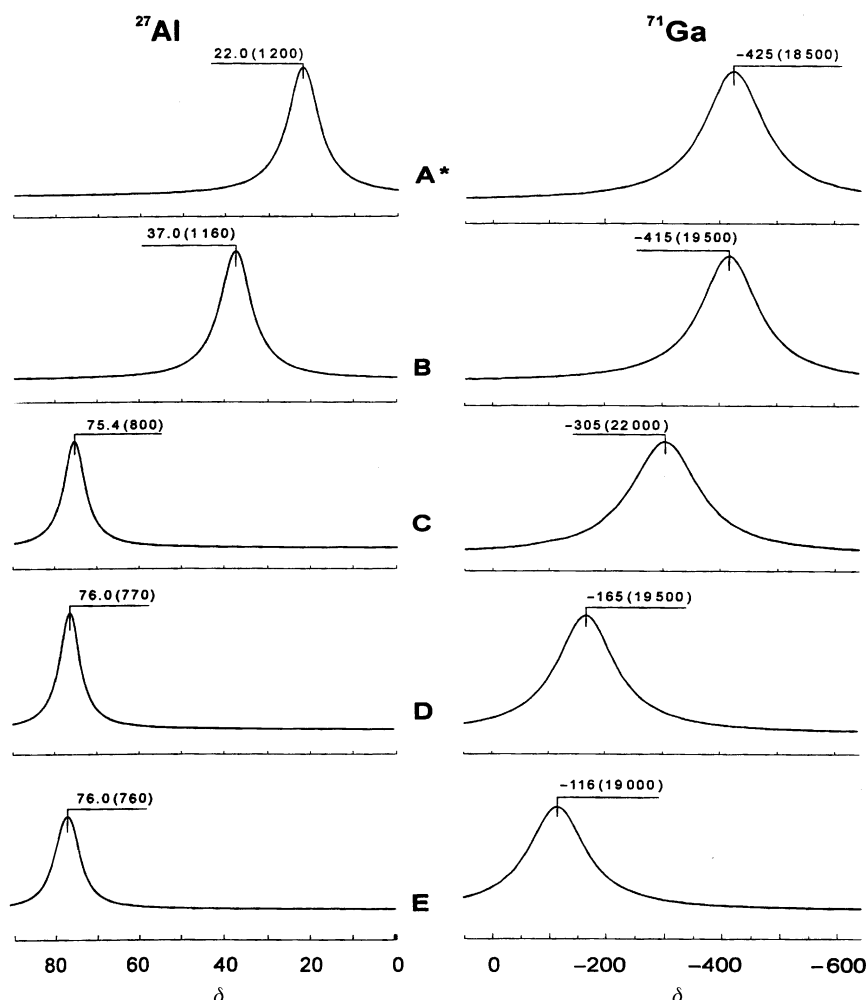 ²⁷Al ⁷¹Ga
22.0(1200) −425(18500)
A*
37.0(1160) −415(19500)
B
75.4(800) −305(22000)
C
76.0(770) −165(19500)
D
76.0(760) −116(19000)
E
80 60 40 20 0 0 −200 −400 −600
δ δ